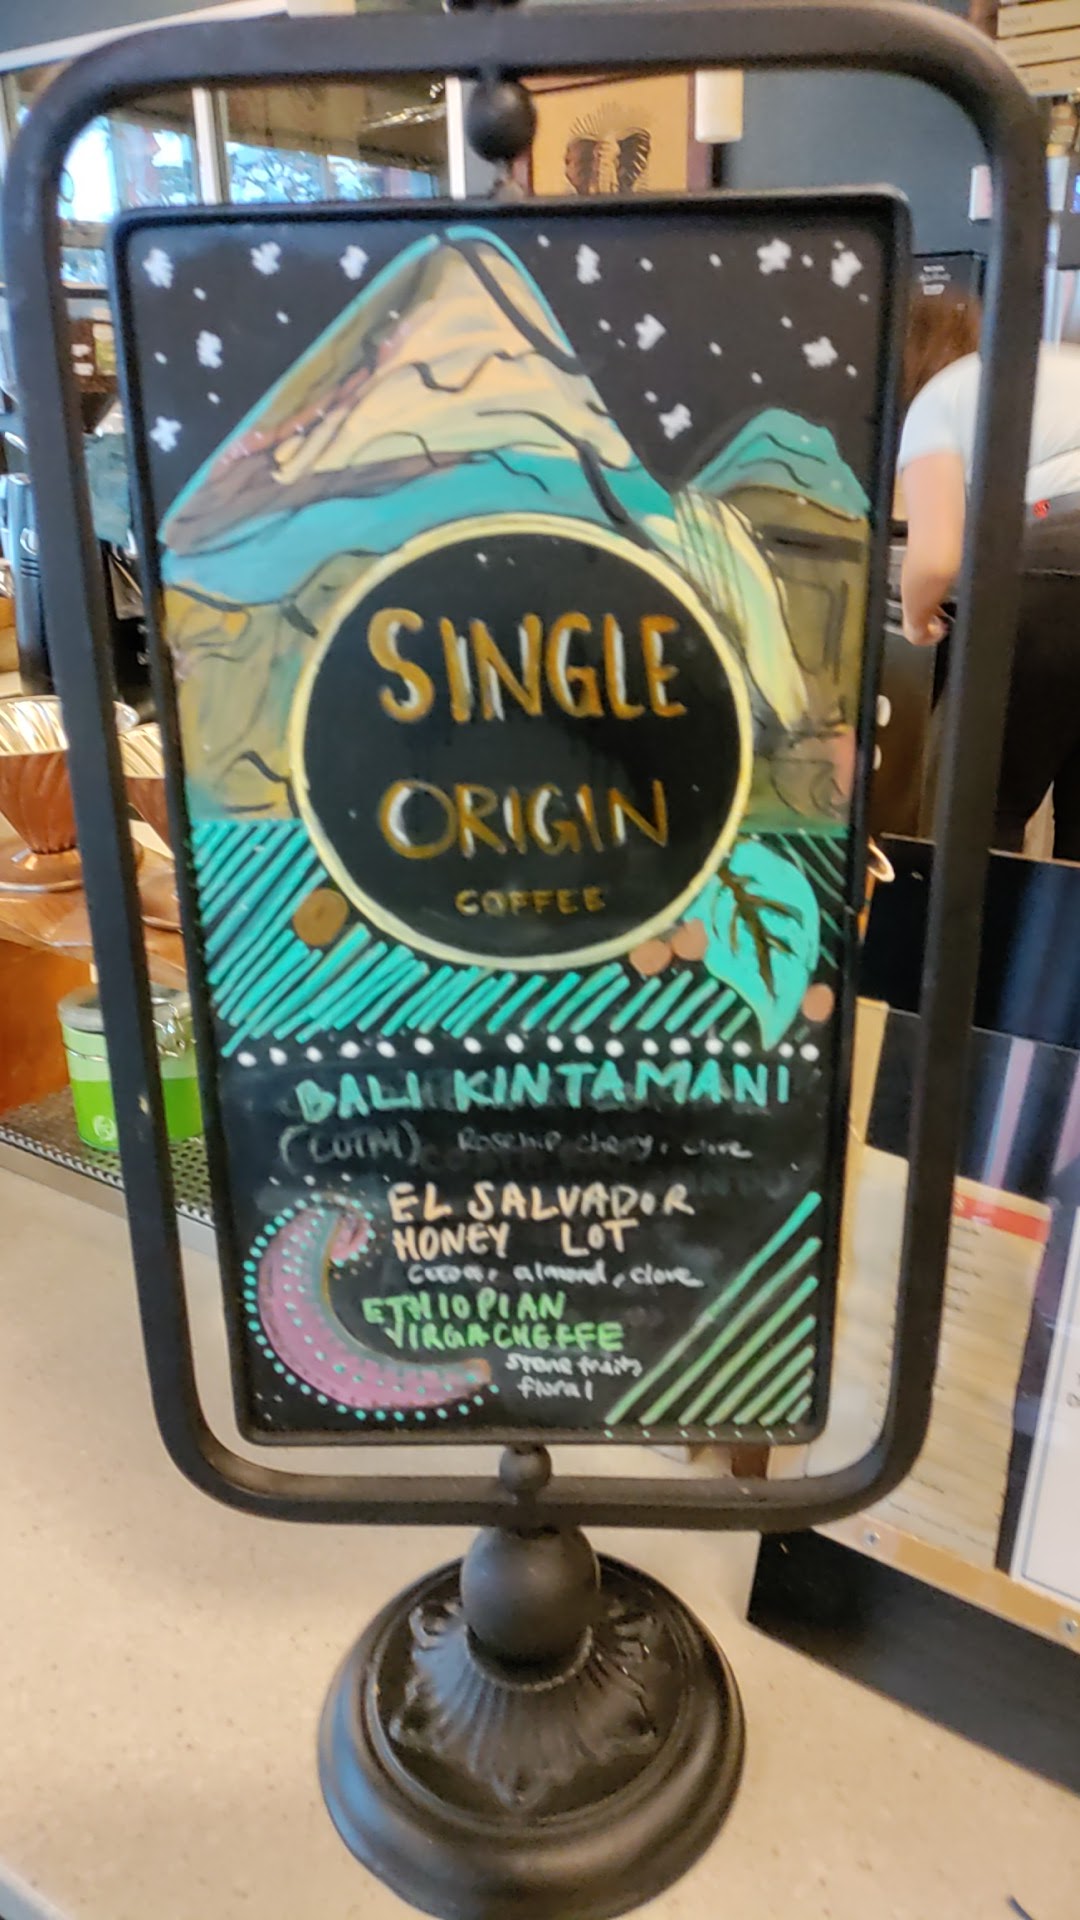 SINGLE
ORIGIN
COFFEE
BALI KINTAMANI
Rosehip cherry, clove
EL SALVADOR
HONEY LOT
cocoa, almond, clove
ETHIOPIAN
YIRGACHEFFE
stone fruits
floral